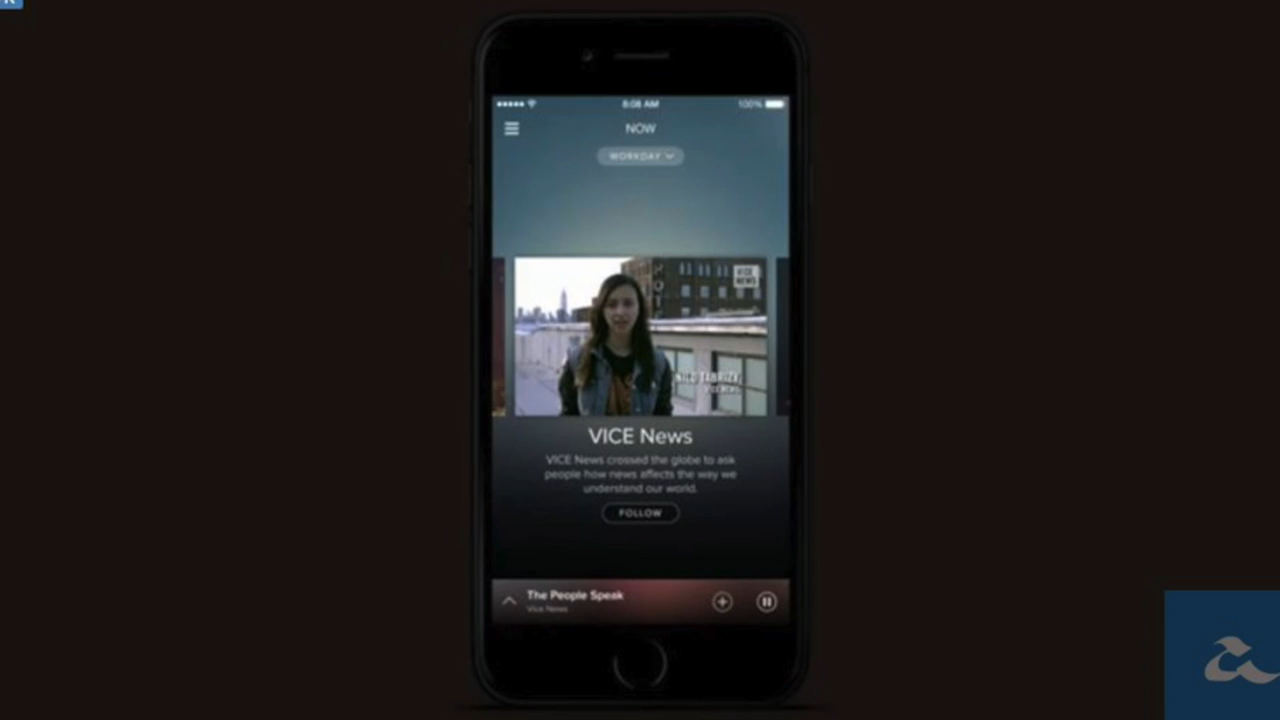 8:08 AM
100%
NOW
WORKDAY
VICE
NEWS
VICE News
VICE News crossed the globe to ask
people how news affects the way we
understand our world.
FOLLOW
The People Speak
Vice News